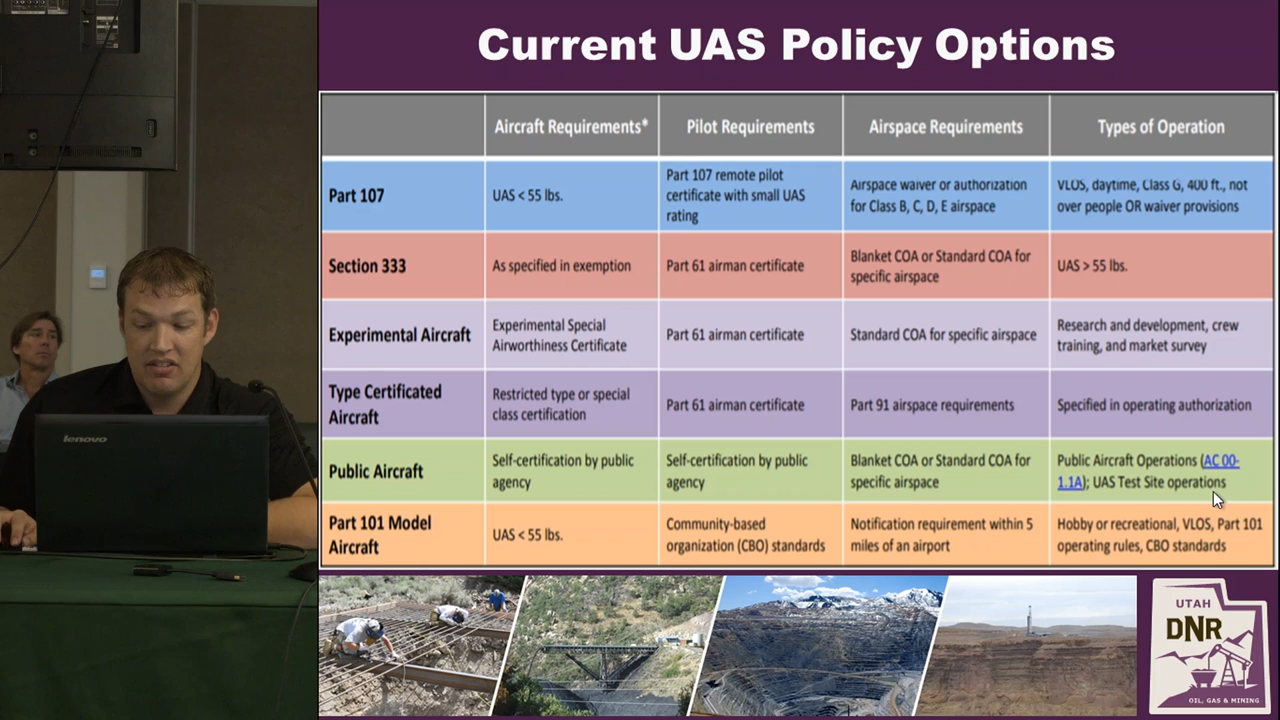 Current UAS Policy Options
Aircraft Requirements*
Pilot Requirements
Airspace Requirements
Types of Operation
Part 107
UAS < 55 lbs.
Part 107 remote pilot
certificate with small UAS
rating
Airspace waiver or authorization
for Class B, C, D, E airspace
VLOS, daytime, Class G, 400 ft., not
over people OR waiver provisions
Section 333
As specified in exemption
Part 61 airman certificate
Blanket COA or Standard COA for
specific airspace
UAS > 55 lbs.
Experimental Aircraft
Experimental Special
Airworthiness Certificate
Part 61 airman certificate
Standard COA for specific airspace
Research and development, crew
training, and market survey
Type Certificated
Aircraft
Restricted type or special
class certification
Part 61 airman certificate
Part 91 airspace requirements
Specified in operating authorization
Public Aircraft
Self-certification by public
agency
Self-certification by public
agency
Blanket COA or Standard COA for
specific airspace
Public Aircraft Operations (AC 00-
1.1A); UAS Test Site operations
Part 101 Model
Aircraft
UAS < 55 lbs.
Community-based
organization (CBO) standards
Notification requirement within 5
miles of an airport
Hobby or recreational, VLOS, Part 101
operating rules, CBO standards
lenovo
UTAH
DNR
OIL, GAS & MINING